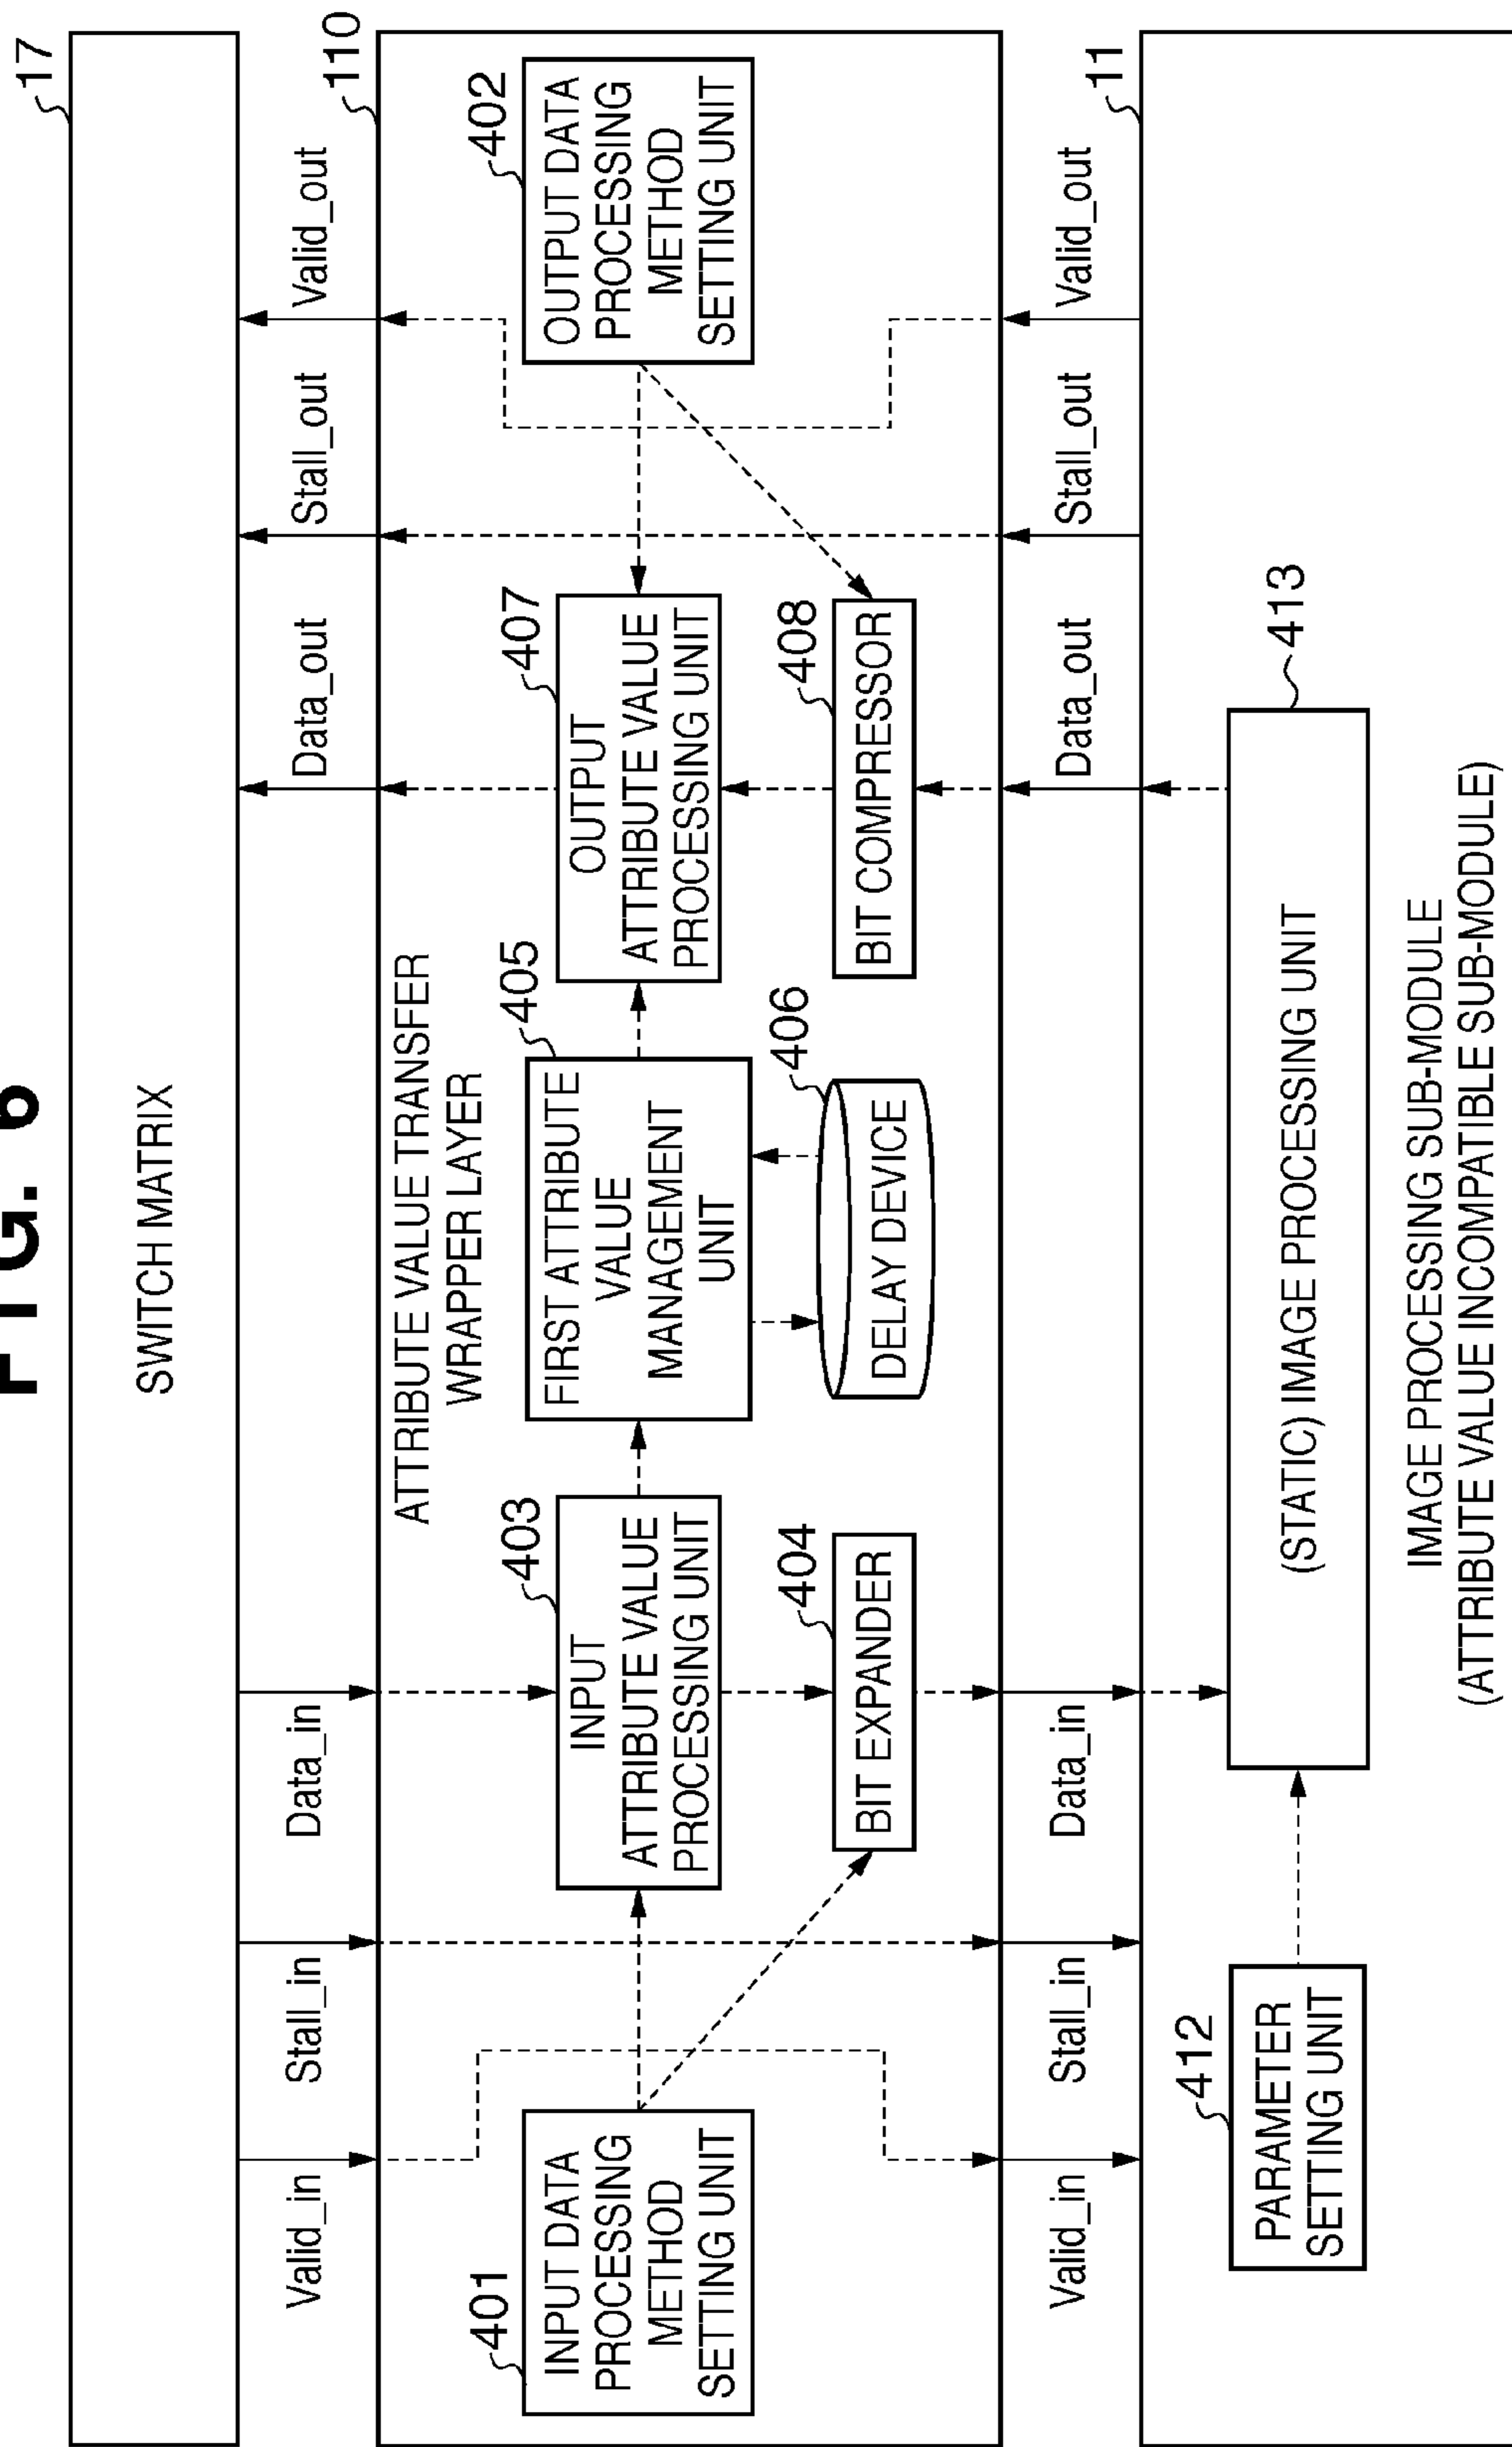 FIG. 6
17
SWITCH MATRIX
Valid_in
Stall_in
Data_in
Data_out
Stall_out
Valid_out
110
ATTRIBUTE VALUE TRANSFER
WRAPPER LAYER
401
INPUT DATA
PROCESSING
METHOD
SETTING UNIT
403
INPUT
ATTRIBUTE VALUE
PROCESSING UNIT
404
BIT EXPANDER
405
FIRST ATTRIBUTE
VALUE
MANAGEMENT
UNIT
406
DELAY DEVICE
407
OUTPUT
ATTRIBUTE VALUE
PROCESSING UNIT
408
BIT COMPRESSOR
402
OUTPUT DATA
PROCESSING
METHOD
SETTING UNIT
Valid_in
Stall_in
Data_in
Data_out
Stall_out
Valid_out
11
412
PARAMETER
SETTING UNIT
413
(STATIC) IMAGE PROCESSING UNIT
IMAGE PROCESSING SUB-MODULE
(ATTRIBUTE VALUE INCOMPATIBLE SUB-MODULE)